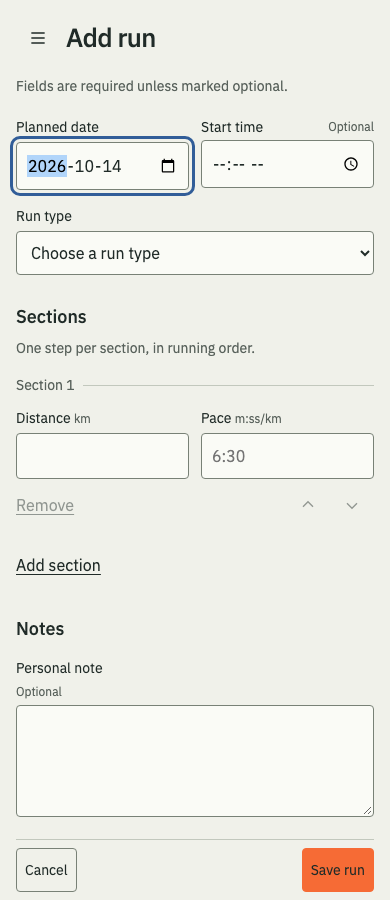 Add run
Fields are required unless marked optional.
Planned date
Start time Optional
2026-10-14
--:-- --
Run type
Choose a run type
Sections
One step per section, in running order.
Section 1
Distance km
Pace m:ss/km
6:30
Remove
Add section
Notes
Personal note
Optional
Cancel
Save run